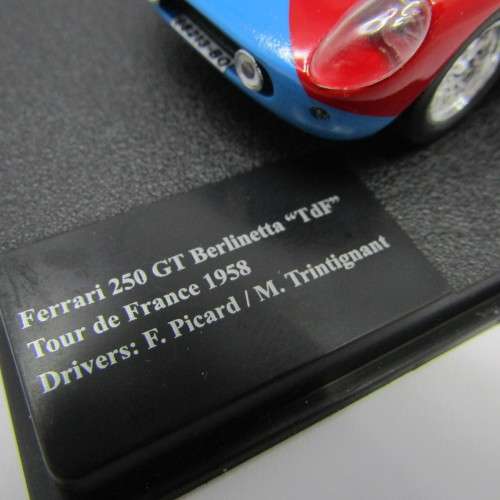 Ferrari 250 GT Berlinetta “TdF”
Tour de France 1958
Drivers: F. Picard / M. Trintignant